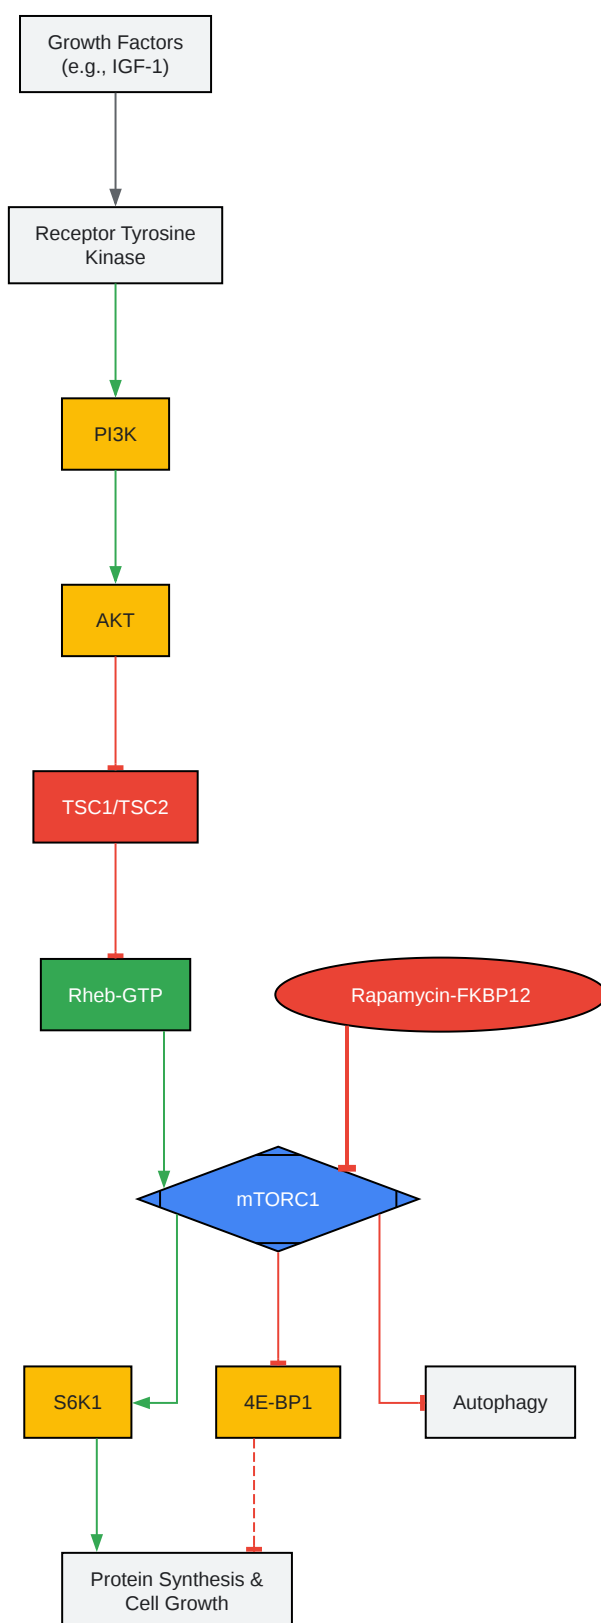 Growth Factors
(e.g., IGF-1)
Receptor Tyrosine
Kinase
PI3K
AKT
TSC1/TSC2
Rheb-GTP
Rapamycin-FKBP12
mTORC1
S6K1
4E-BP1
Autophagy
Protein Synthesis &
Cell Growth